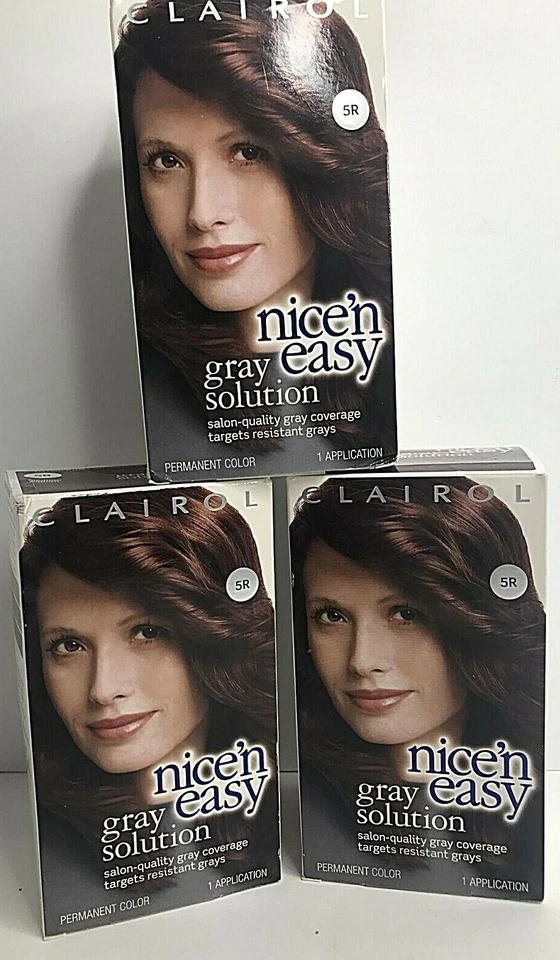 CLAIROL
5R
nice'n
easy
gray
solution
salon-quality gray coverage
targets resistant grays
PERMANENT COLOR 1 APPLICATION
CLAIROL
5R
nice'n
easy
gray
solution
salon-quality gray coverage
targets resistant grays
PERMANENT COLOR 1 APPLICATION
CLAIROL
5R
nice'n
easy
gray
solution
salon-quality gray coverage
targets resistant grays
PERMANENT COLOR 1 APPLICATION